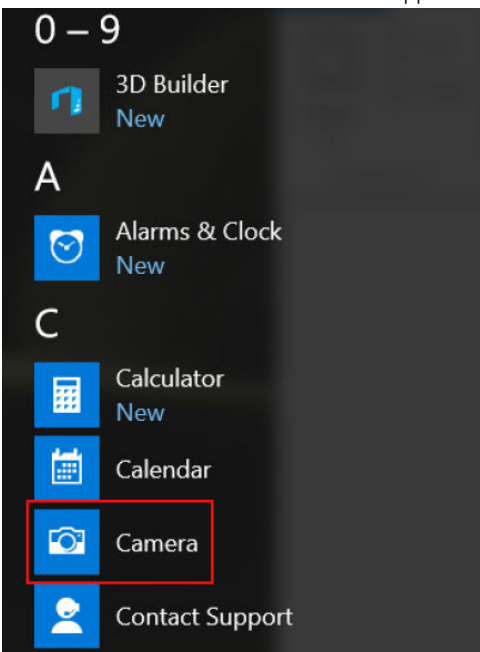 0 – 9
3D Builder
New
A
Alarms & Clock
New
C
Calculator
New
Calendar
Camera
Contact Support